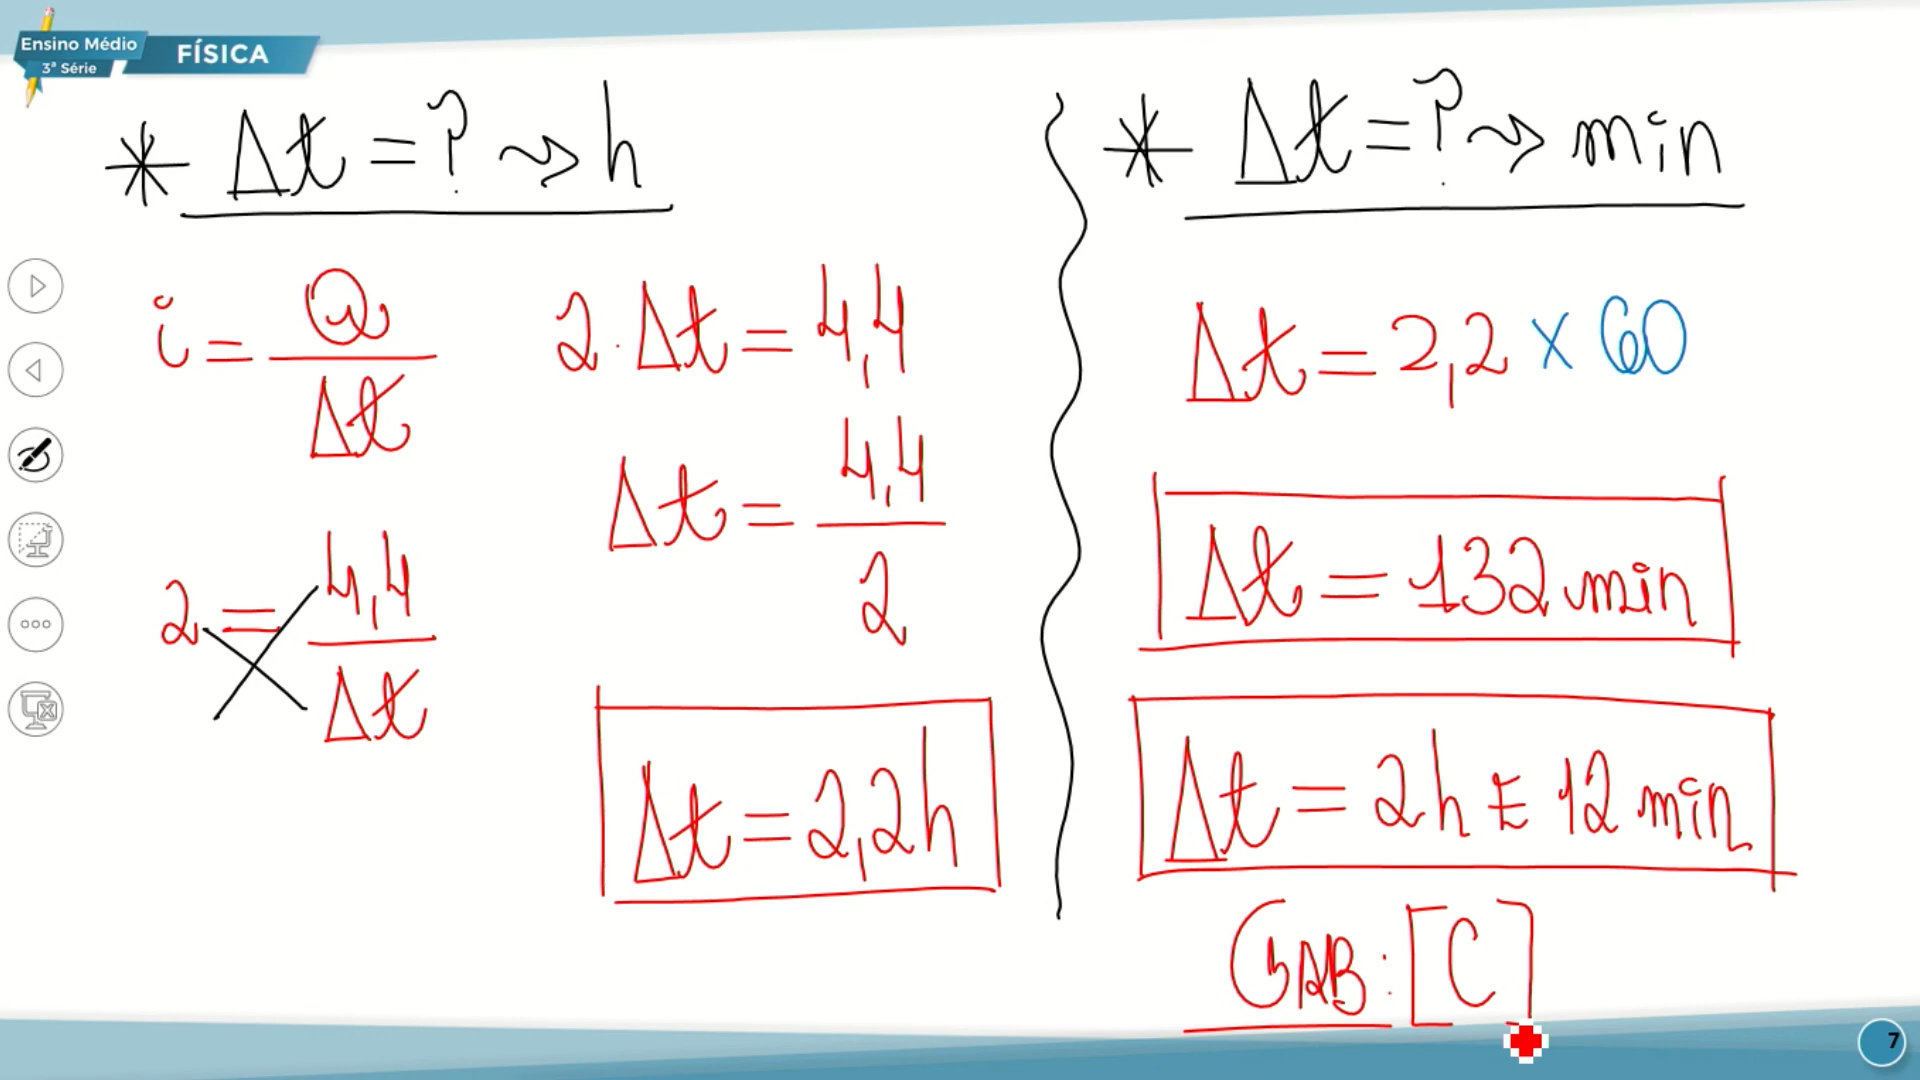 Ensino Médio
3ª Série
FÍSICA
* Δt = ? ⇝ h
i = Q / Δt
2 = 4,4 / Δt
2 · Δt = 4,4
Δt = 4,4 / 2
Δt = 2,2 h
* Δt = ? ⇝ min
Δt = 2,2 × 60
Δt = 132 min
Δt = 2h E 12 min
GAB: [C]
7